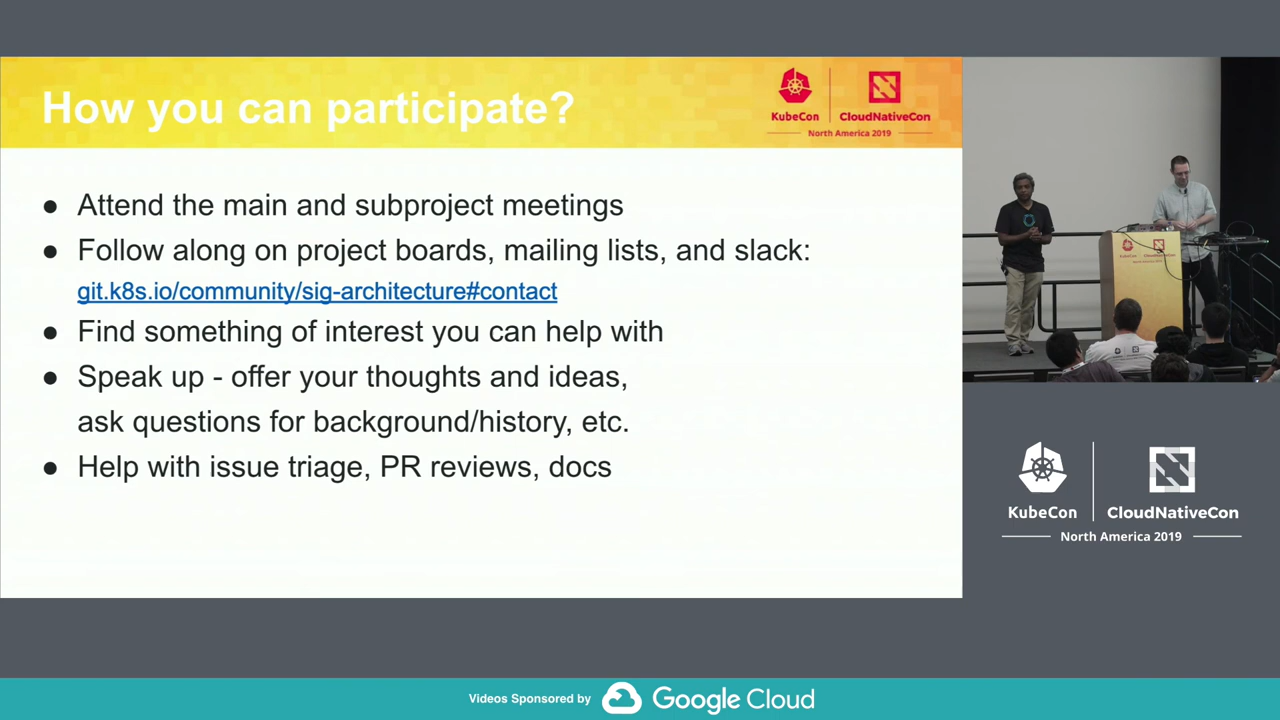 How you can participate?
KubeCon
CloudNativeCon
North America 2019
● Attend the main and subproject meetings
● Follow along on project boards, mailing lists, and slack:
git.k8s.io/community/sig-architecture#contact
● Find something of interest you can help with
● Speak up - offer your thoughts and ideas,
ask questions for background/history, etc.
● Help with issue triage, PR reviews, docs
KubeCon
CloudNativeCon
KubeCon
CloudNativeCon
North America 2019
Videos Sponsored by Google Cloud